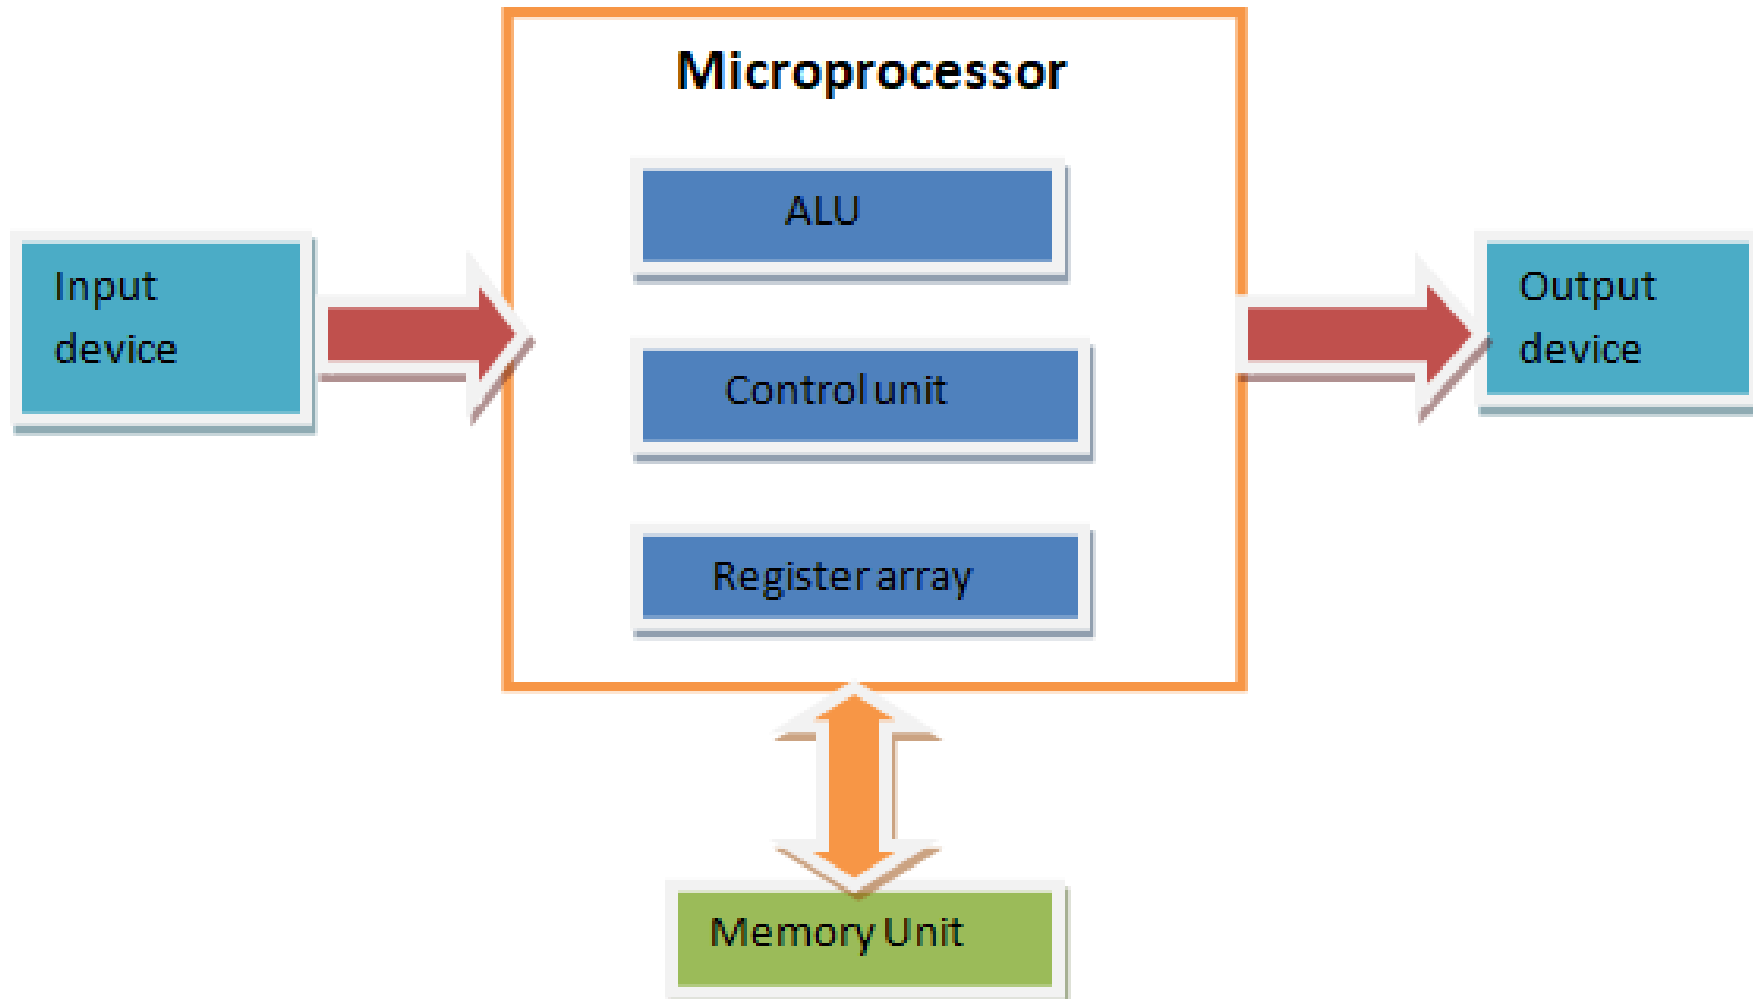 Microprocessor
ALU
Input
device
Control unit
Output
device
Register array
Memory Unit